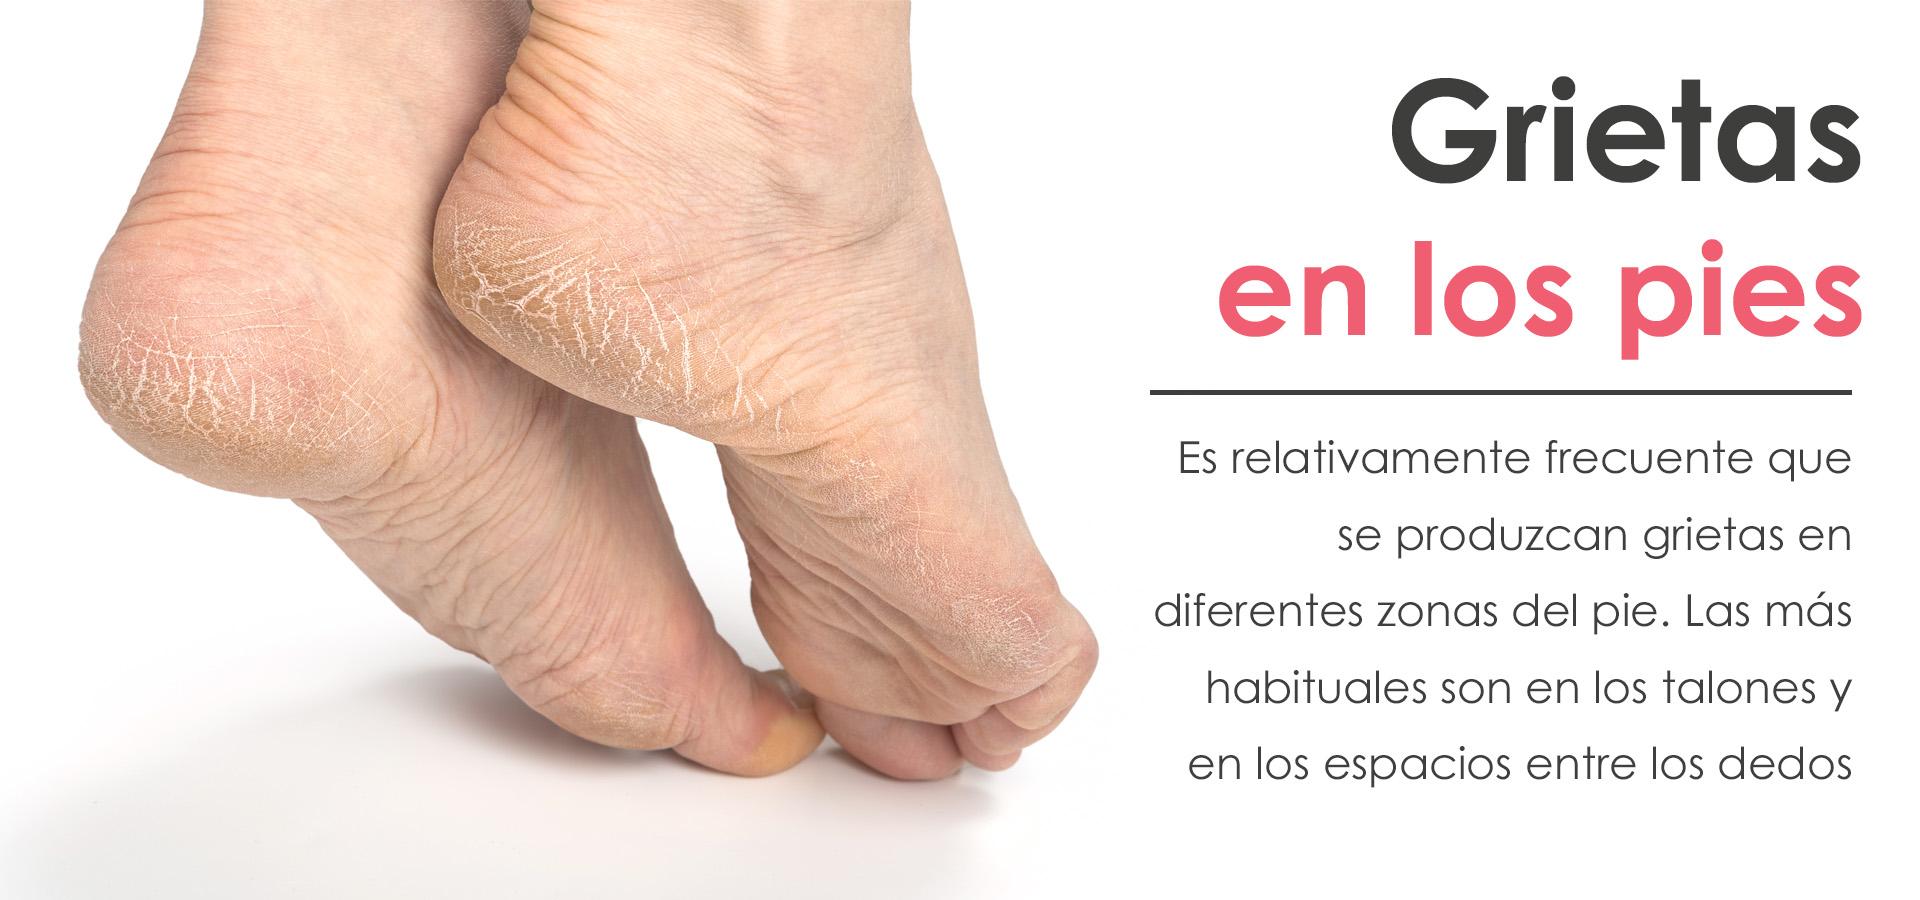 Grietas
en los pies
Es relativamente frecuente que
se produzcan grietas en
diferentes zonas del pie. Las más
habituales son en los talones y
en los espacios entre los dedos